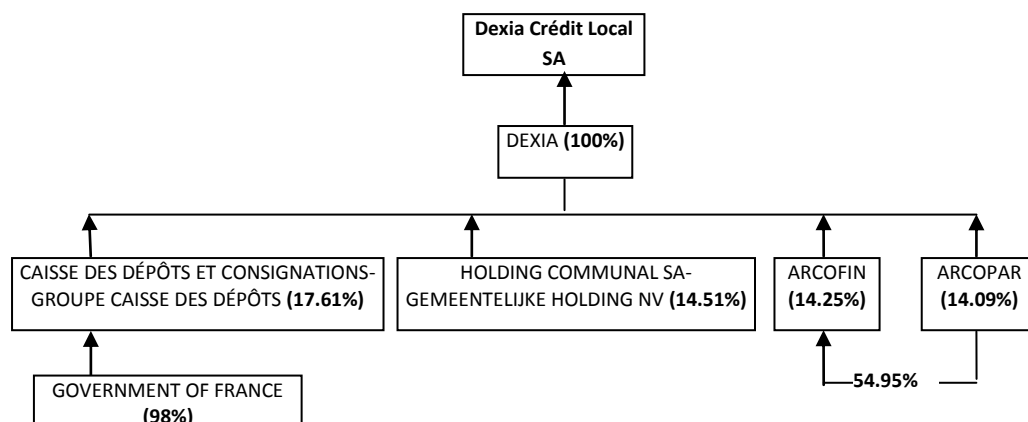 Dexia Crédit Local
SA
DEXIA (100%)
CAISSE DES DÉPÔTS ET CONSIGNATIONS-
GROUPE CAISSE DES DÉPÔTS (17.61%)
HOLDING COMMUNAL SA-
GEMEENTELIJKE HOLDING NV (14.51%)
ARCOFIN
(14.25%)
ARCOPAR
(14.09%)
54.95%
GOVERNMENT OF FRANCE
(98%)